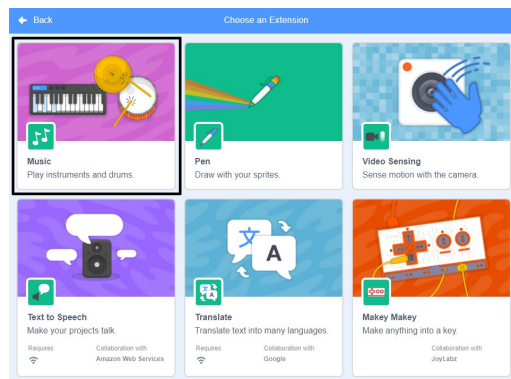 Back
Choose an Extension
Music
Play instruments and drums.
Pen
Draw with your sprites.
Video Sensing
Sense motion with the camera.
文
A
Text to Speech
Make your projects talk.
Requires
Collaboration with
Amazon Web Services
Translate
Translate text into many languages.
Requires
Collaboration with
Google
Makey Makey
Make anything into a key.
Collaboration with
JoyLabz